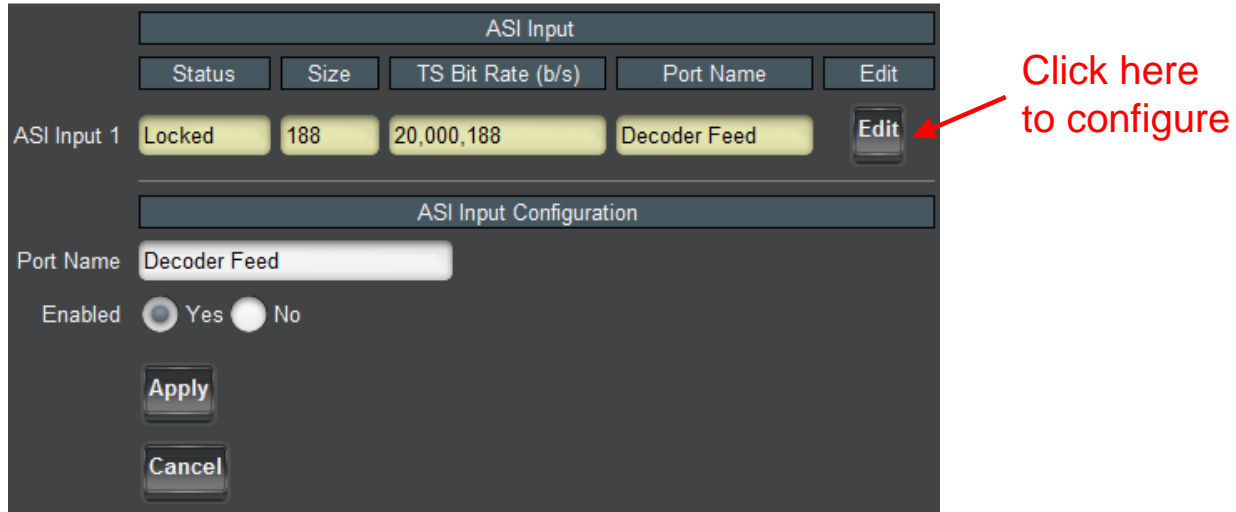 ASI Input
Status Size TS Bit Rate (b/s) Port Name Edit
ASI Input 1 Locked 188 20,000,188 Decoder Feed Edit
Click here
to configure
ASI Input Configuration
Port Name Decoder Feed
Enabled Yes No
Apply
Cancel